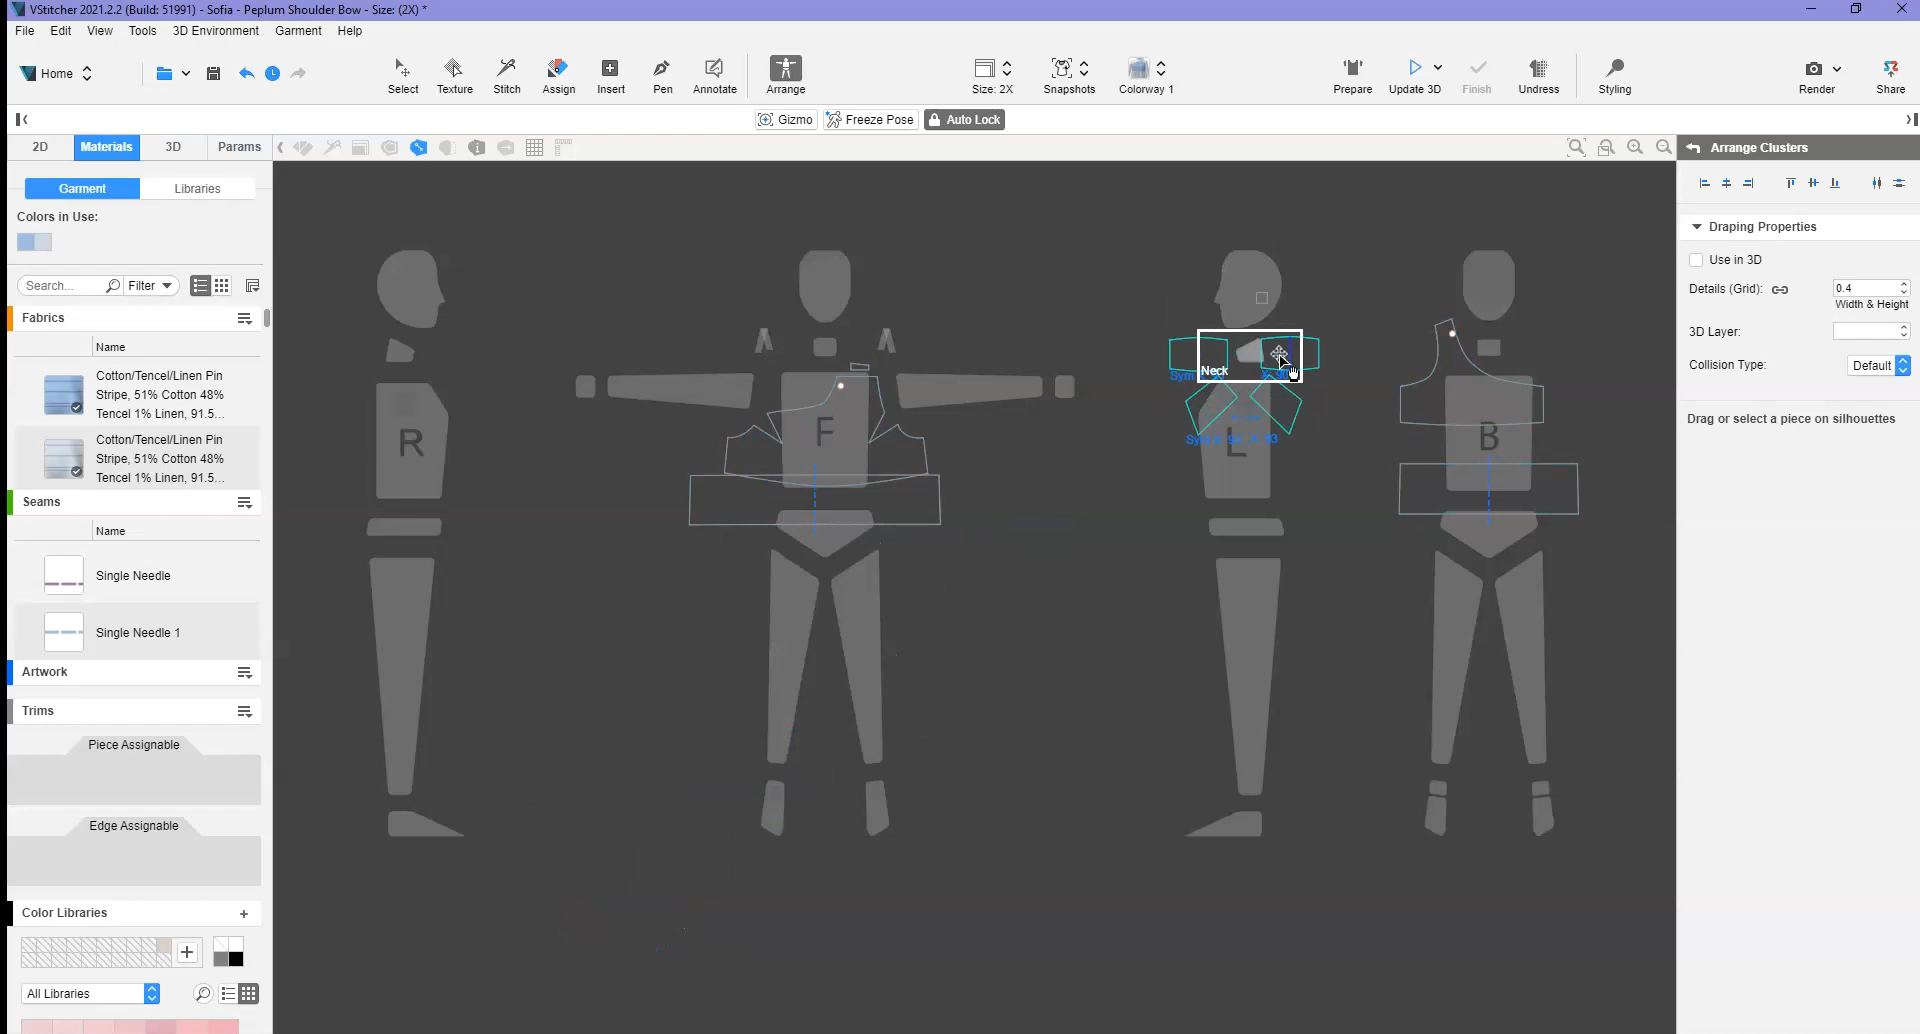 VStitcher 2021.2.2 (Build: 51991) - Sofia - Peplum Shoulder Bow - Size: (2X) *
File Edit View Tools 3D Environment Garment Help
Home
Select Texture Stitch Assign Insert Pen Annotate Arrange Size: 2X Snapshots Colorway 1 Prepare Update 3D Finish Undress Styling Render Share
Gizmo Freeze Pose Auto Lock
2D Materials 3D Params
Arrange Clusters
Garment Libraries
Colors in Use:
Search... Filter
Fabrics
Name
Cotton/Tencel/Linen Pin
Stripe, 51% Cotton 48%
Tencel 1% Linen, 91.5...
Cotton/Tencel/Linen Pin
Stripe, 51% Cotton 48%
Tencel 1% Linen, 91.5...
Seams
Name
Single Needle
Single Needle 1
Artwork
Trims
Piece Assignable
Edge Assignable
Color Libraries
All Libraries
R
F
Neck
Sym
L
B
Draping Properties
Use in 3D
Details (Grid): 0.4
Width & Height
3D Layer:
Collision Type: Default
Drag or select a piece on silhouettes